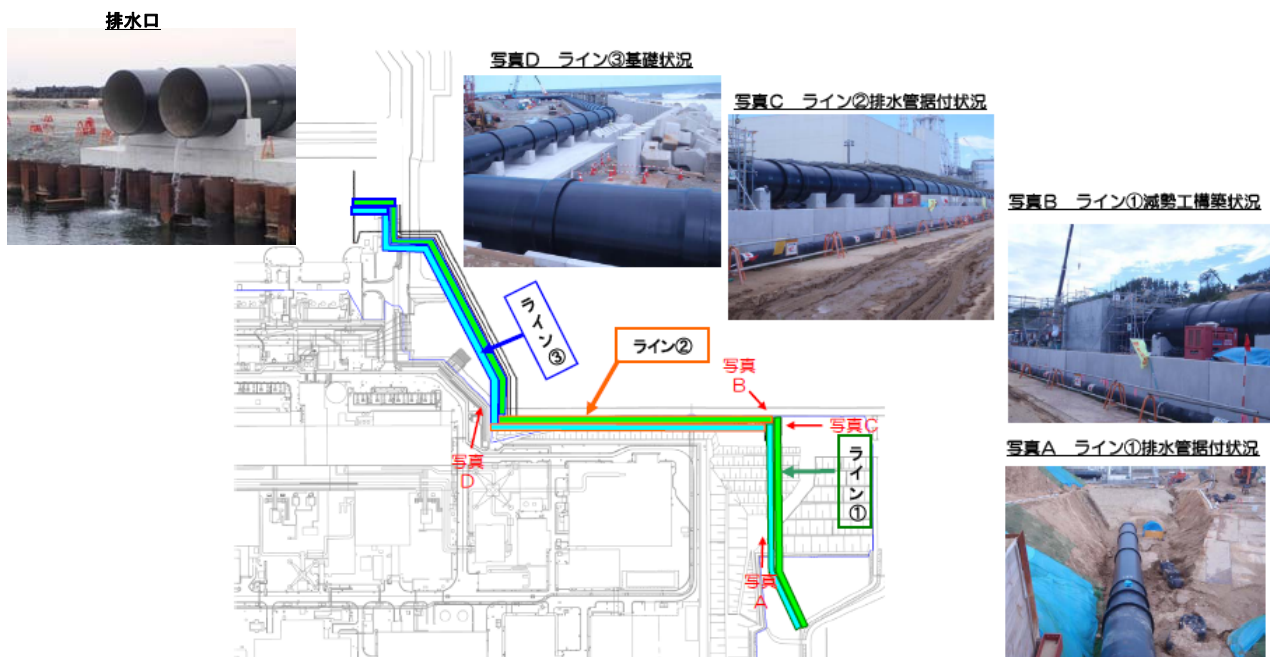 排水口
写真D ライン③基礎状況
写真C ライン②排水管据付状況
写真B ライン①減勢工構築状況
写真A ライン①排水管据付状況
ライン③
ライン②
写真
B
写真C
ライン①
写真
D
写真
A